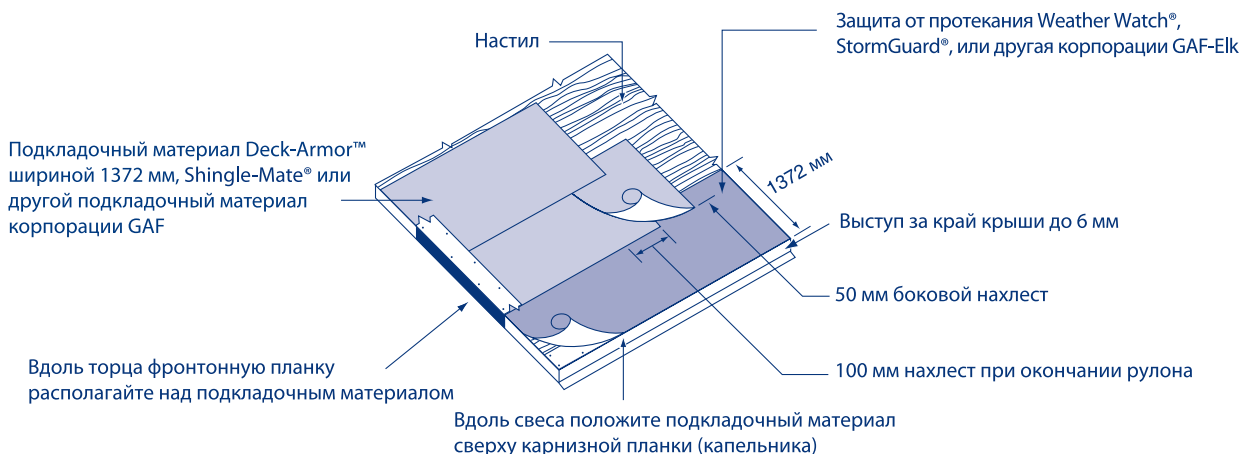 Настил
Защита от протекания Weather Watch®,
StormGuard®, или другая корпорации GAF-Elk
Подкладочный материал Deck-Armor™
шириной 1372 мм, Shingle-Mate® или
другой подкладочный материал
корпорации GAF
1372 мм
Выступ за край крыши до 6 мм
50 мм боковой нахлест
100 мм нахлест при окончании рулона
Вдоль торца фронтонную планку
располагайте над подкладочным материалом
Вдоль свеса положите подкладочный материал
сверху карнизной планки (капельника)